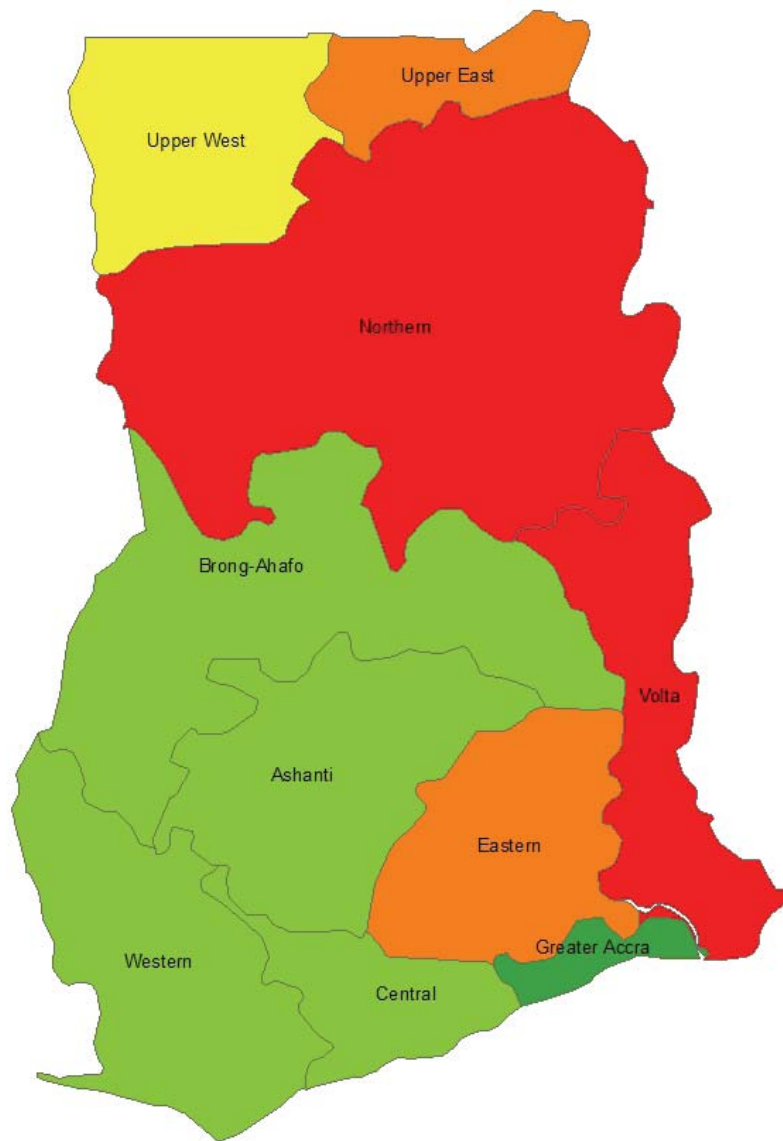 Upper East
Upper West
Northern
Brong-Ahafo
Volta
Ashanti
Eastern
Greater Accra
Western
Central